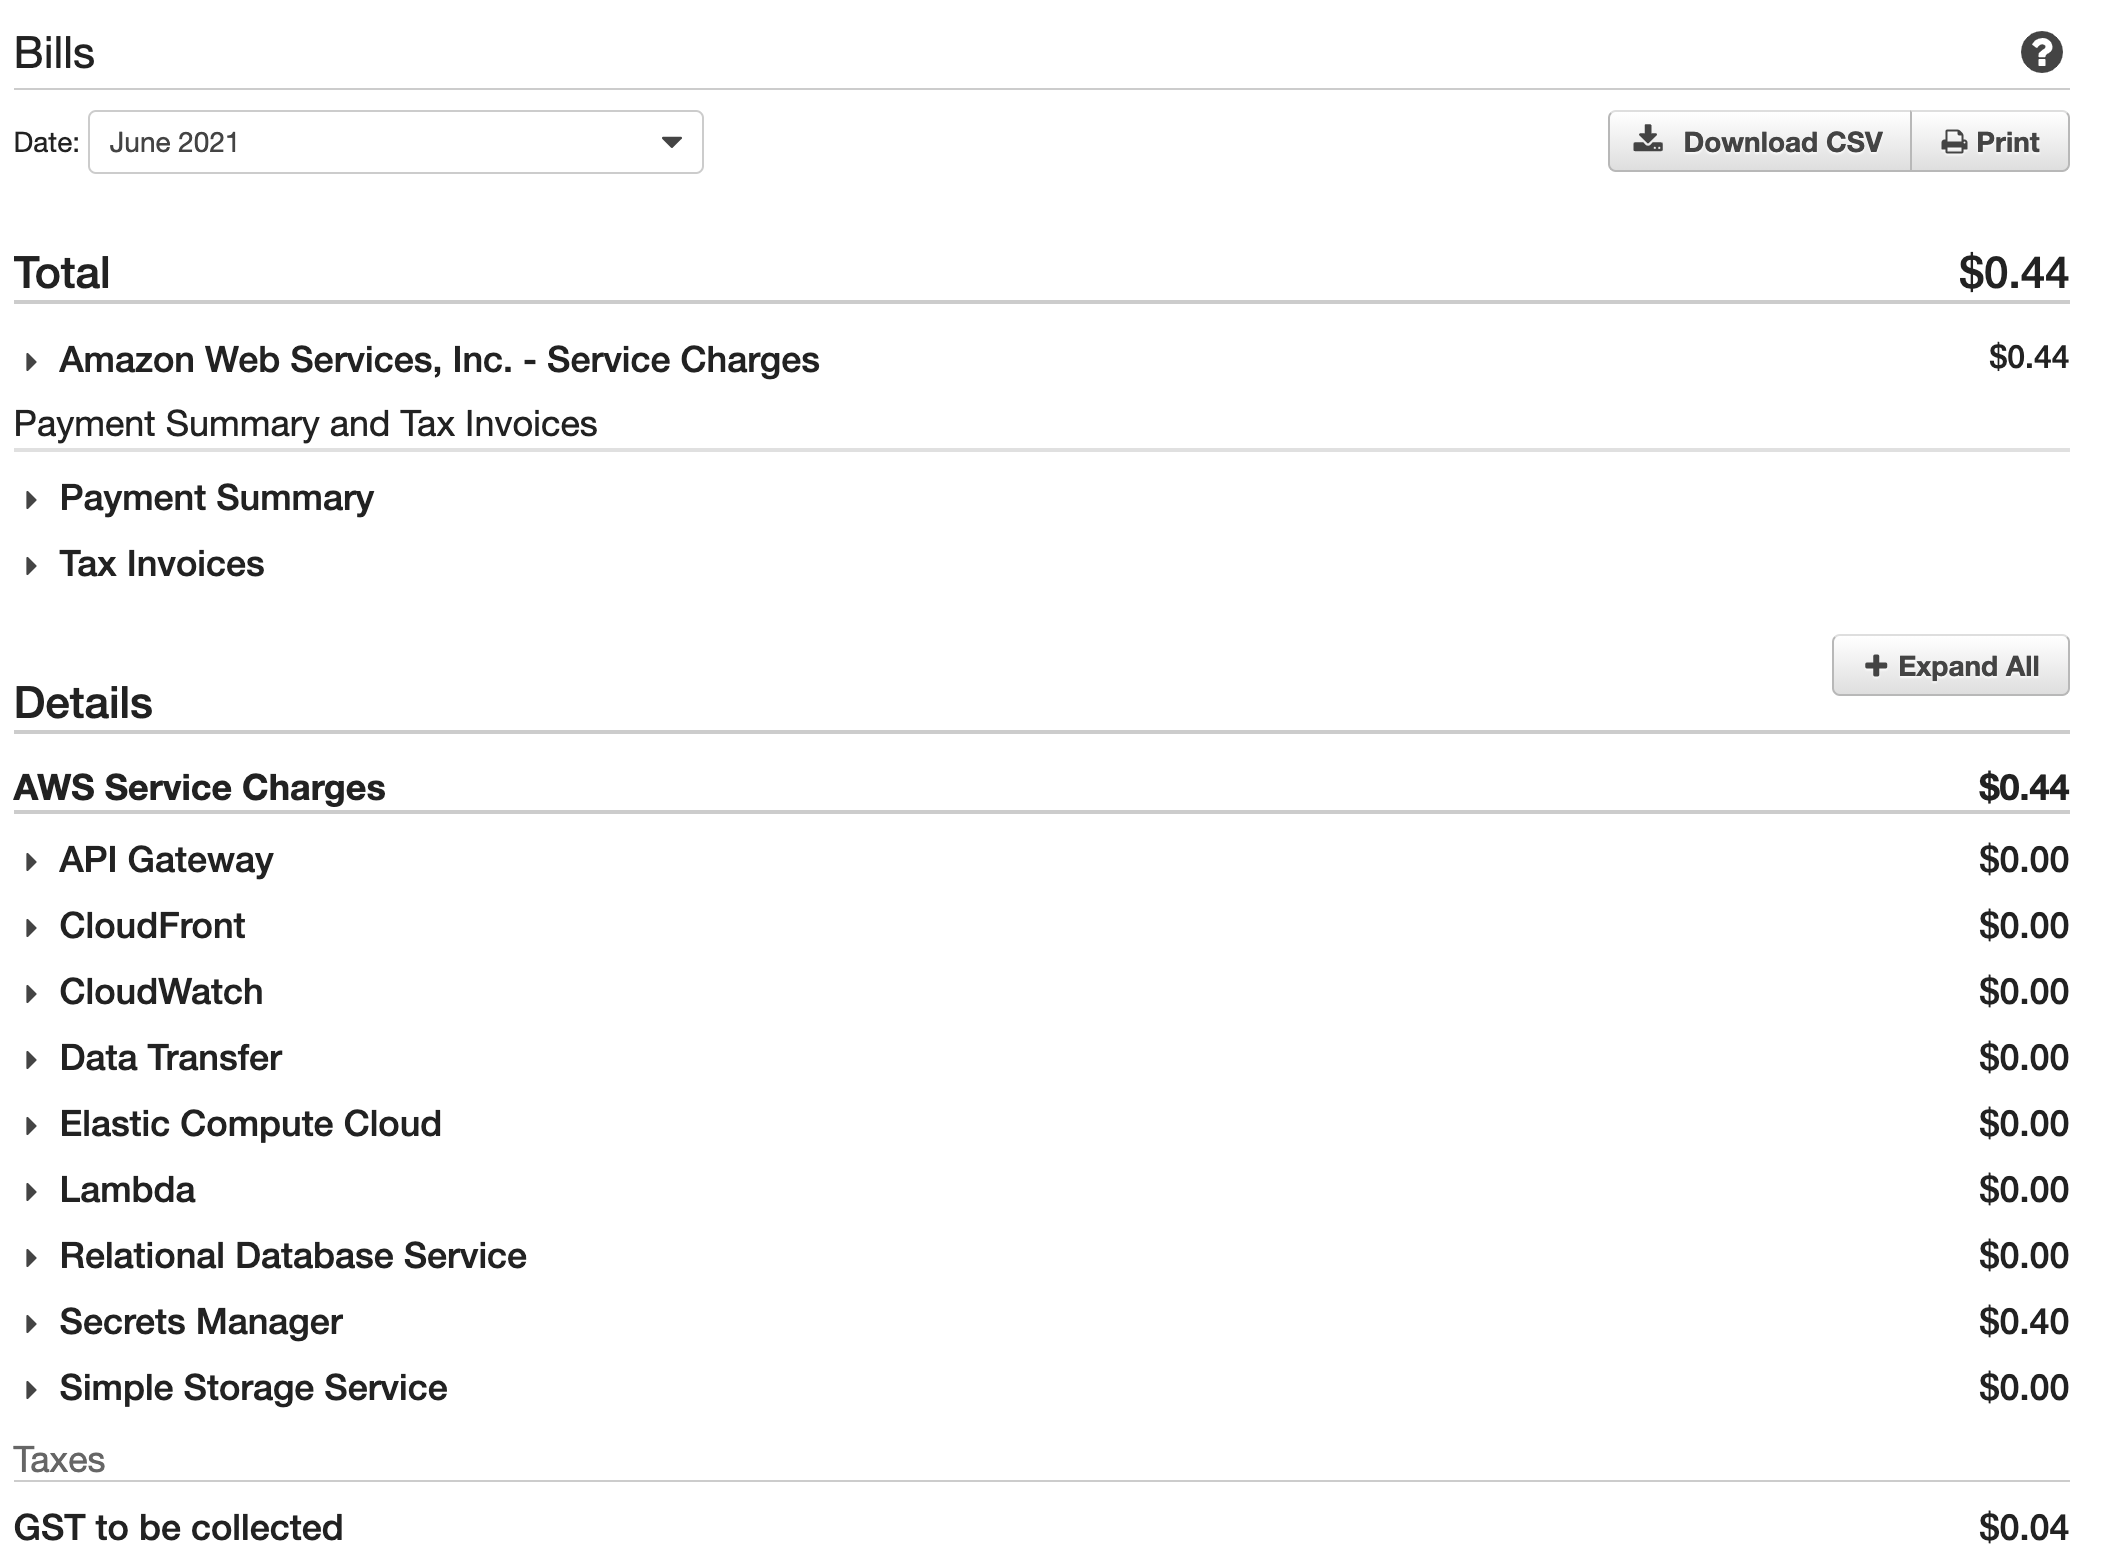 Bills
?
Date: June 2021 Download CSV Print
Total $0.44
Amazon Web Services, Inc. - Service Charges $0.44
Payment Summary and Tax Invoices
Payment Summary
Tax Invoices
+ Expand All
Details
AWS Service Charges $0.44
API Gateway $0.00
CloudFront $0.00
CloudWatch $0.00
Data Transfer $0.00
Elastic Compute Cloud $0.00
Lambda $0.00
Relational Database Service $0.00
Secrets Manager $0.40
Simple Storage Service $0.00
Taxes
GST to be collected $0.04